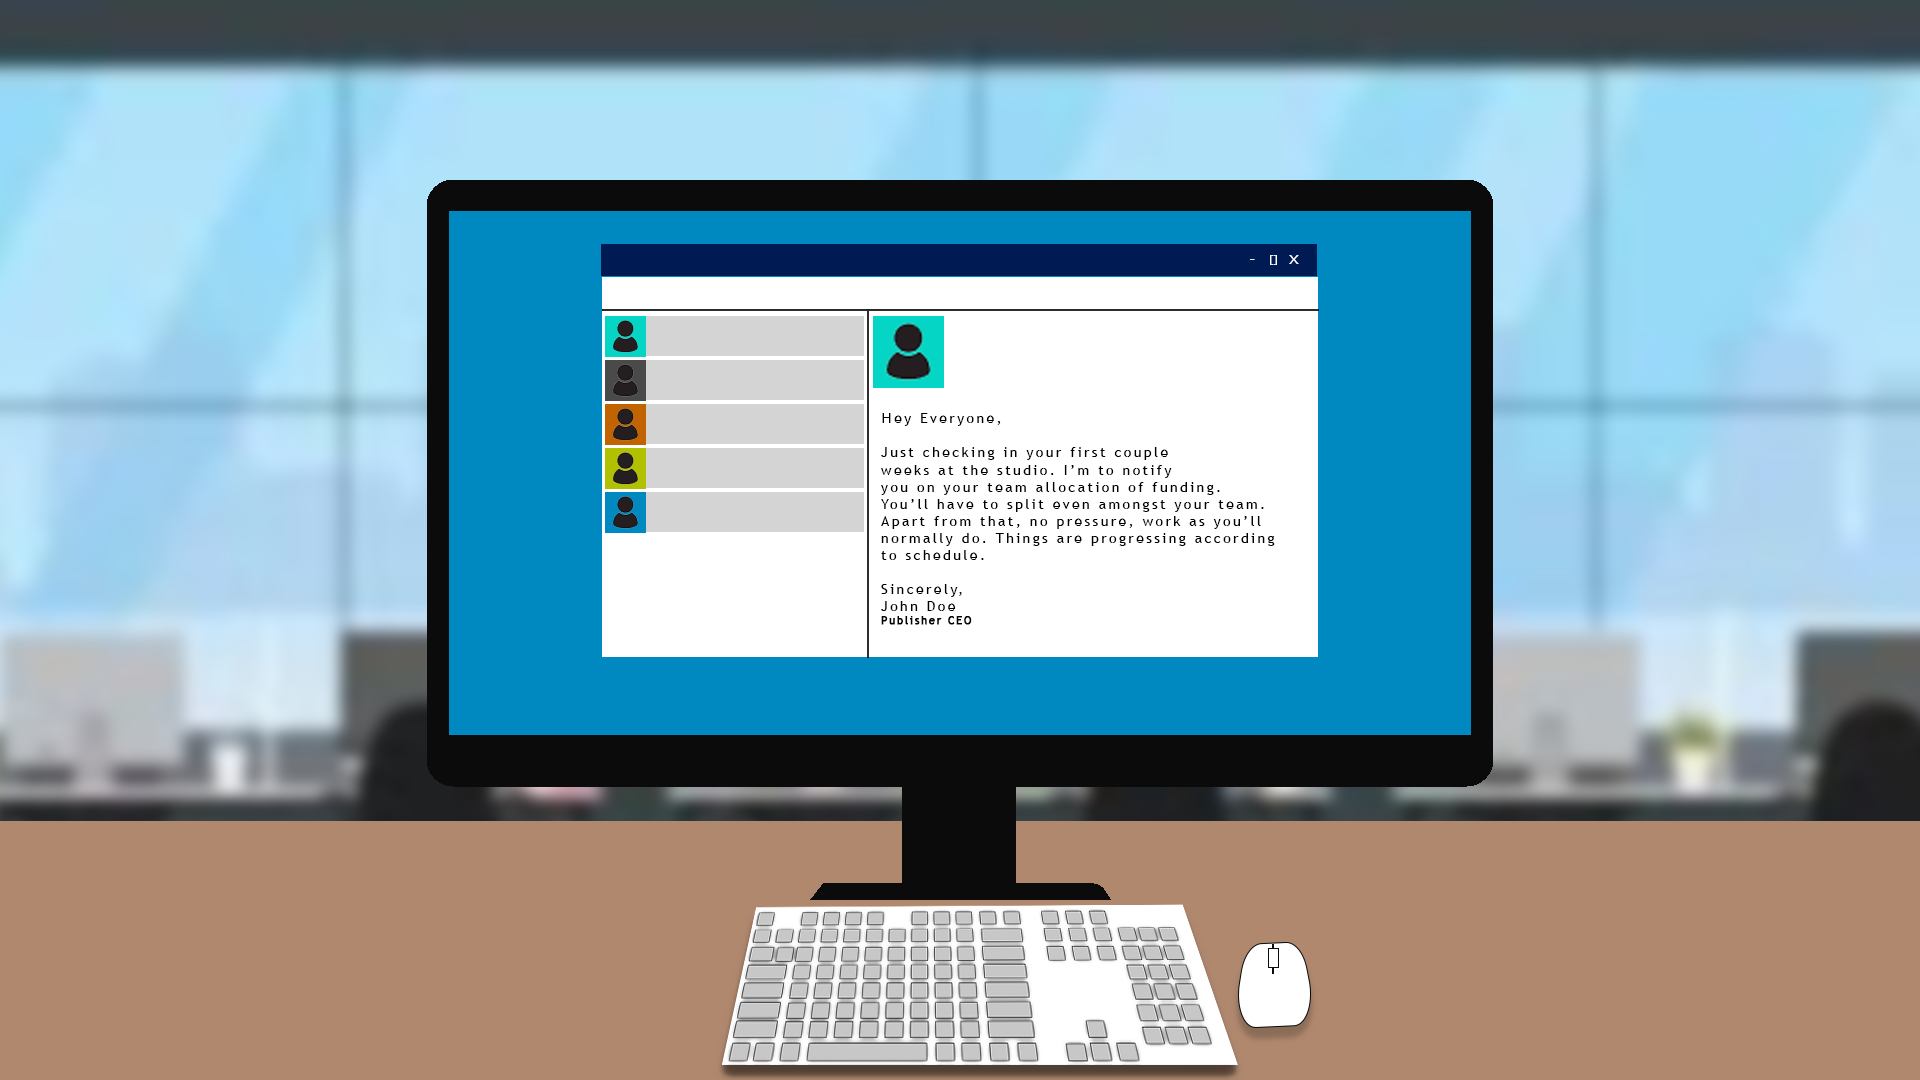 - [] X
Hey Everyone,
Just checking in your first couple
weeks at the studio. I’m to notify
you on your team allocation of funding.
You’ll have to split even amongst your team.
Apart from that, no pressure, work as you’ll
normally do. Things are progressing according
to schedule.
Sincerely,
John Doe
Publisher CEO